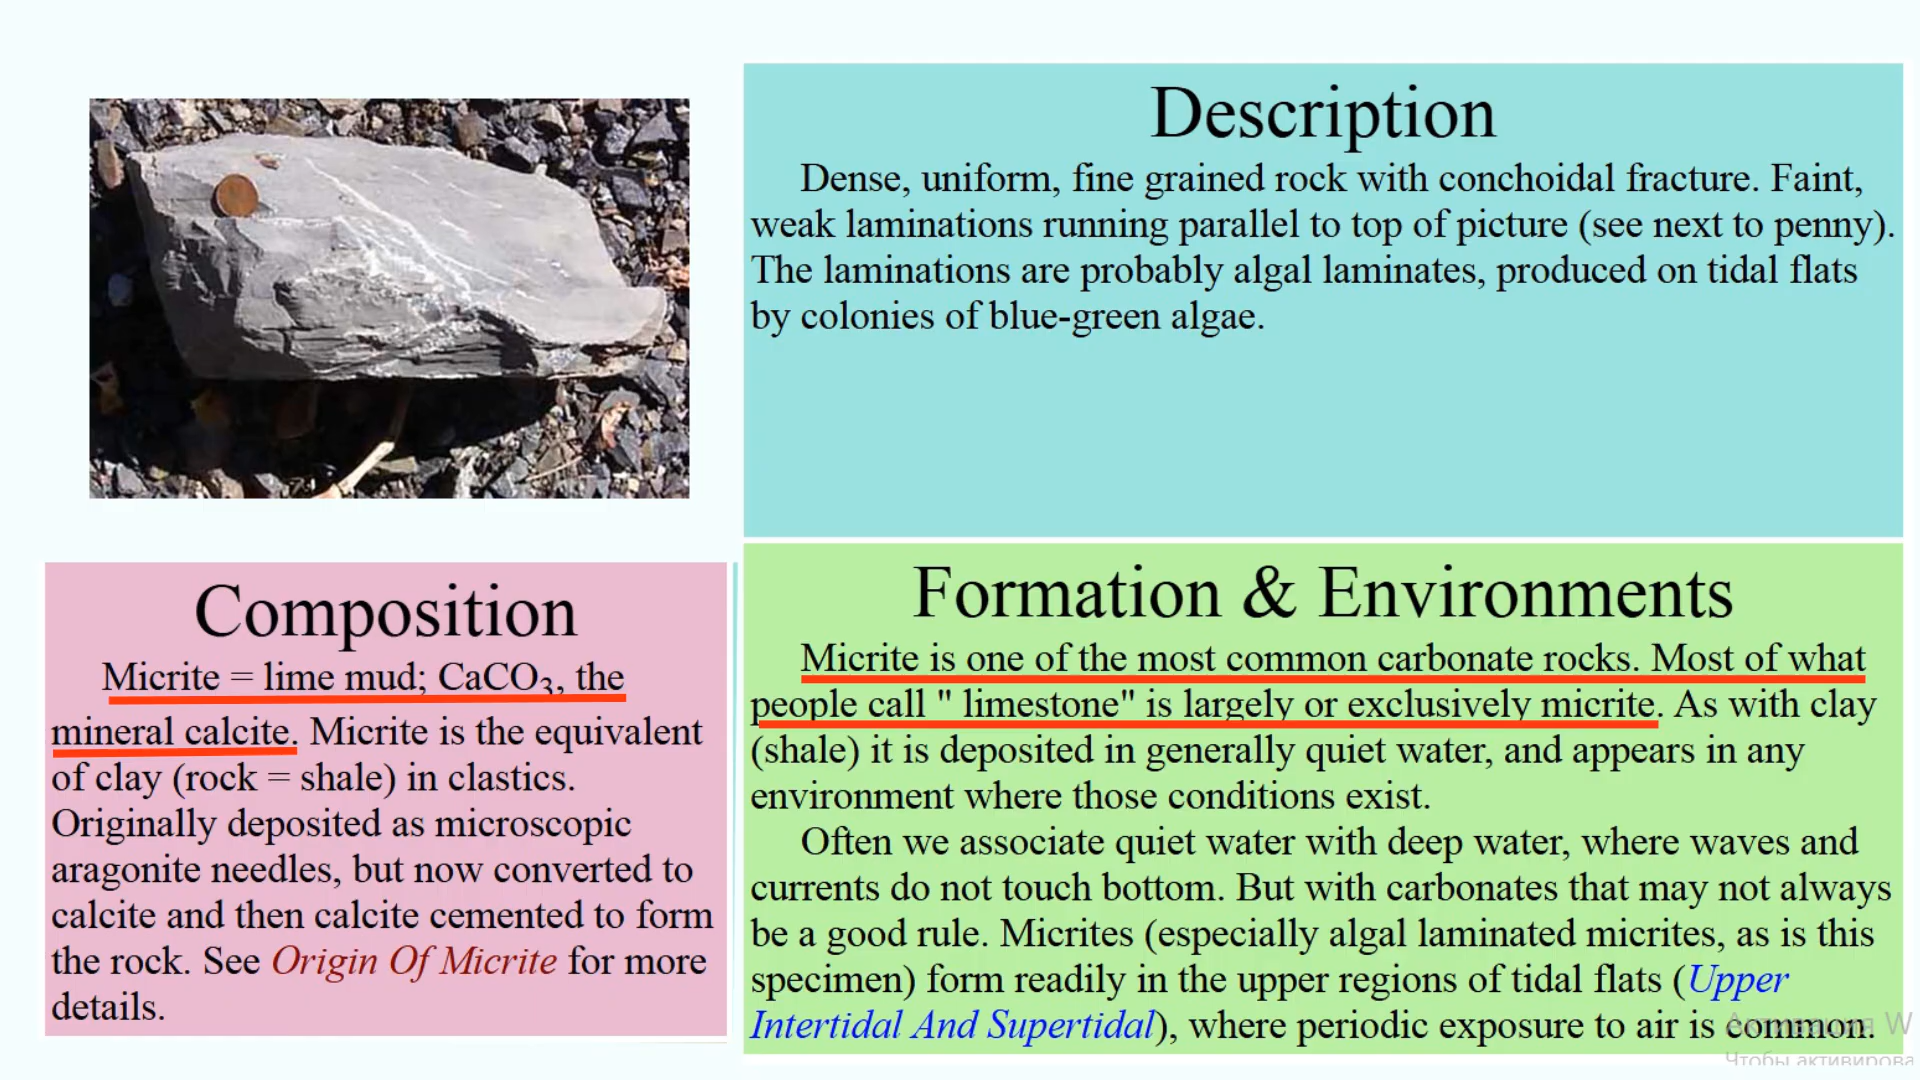 Description
Dense, uniform, fine grained rock with conchoidal fracture. Faint,
weak laminations running parallel to top of picture (see next to penny).
The laminations are probably algal laminates, produced on tidal flats
by colonies of blue-green algae.
Composition
Micrite = lime mud; CaCO₃, the
mineral calcite. Micrite is the equivalent
of clay (rock = shale) in clastics.
Originally deposited as microscopic
aragonite needles, but now converted to
calcite and then calcite cemented to form
the rock. See Origin Of Micrite for more
details.
Formation & Environments
Micrite is one of the most common carbonate rocks. Most of what
people call " limestone" is largely or exclusively micrite. As with clay
(shale) it is deposited in generally quiet water, and appears in any
environment where those conditions exist.
Often we associate quiet water with deep water, where waves and
currents do not touch bottom. But with carbonates that may not always
be a good rule. Micrites (especially algal laminated micrites, as is this
specimen) form readily in the upper regions of tidal flats (Upper
Intertidal And Supertidal), where periodic exposure to air is common.
Активация W
Чтобы активирова